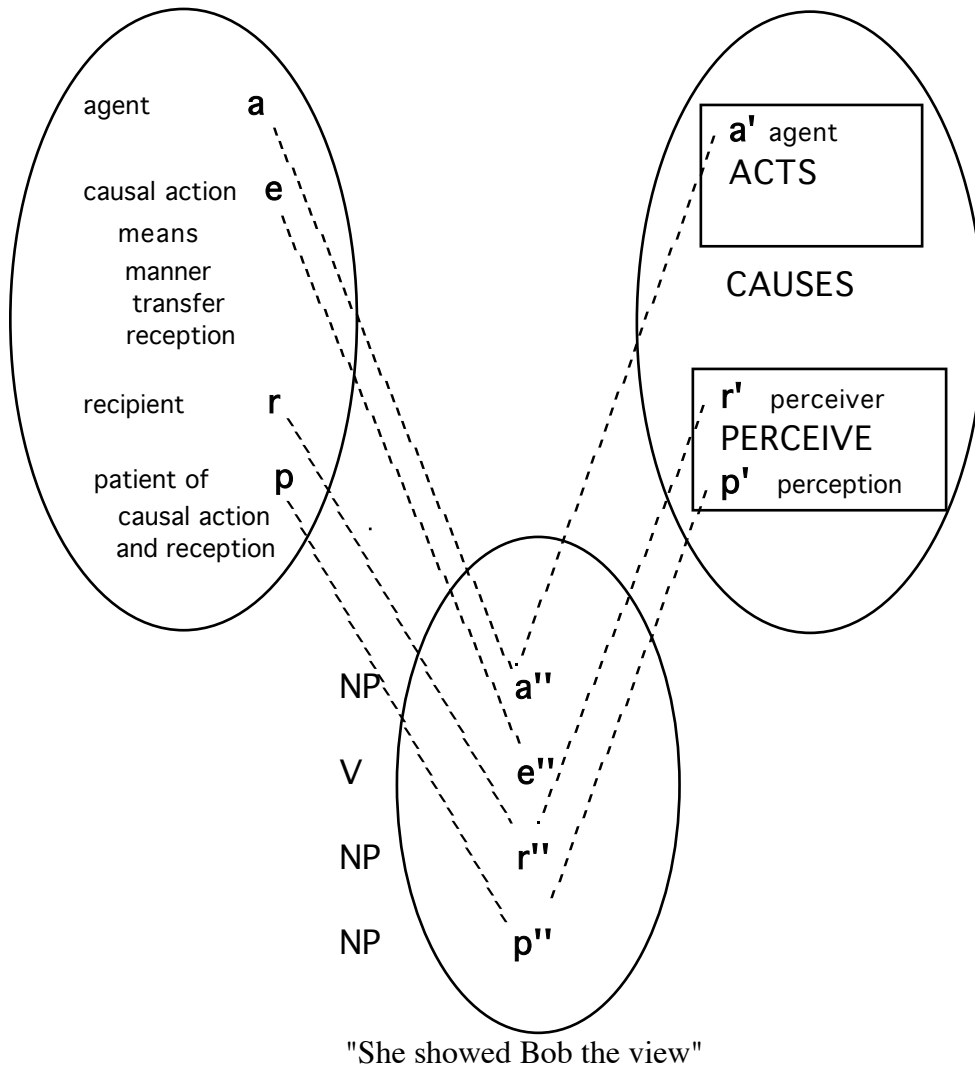 agent a
causal action e
means
manner
transfer
reception
recipient r
patient of p
causal action
and reception
a' agent
ACTS
CAUSES
r' perceiver
PERCEIVE
p' perception
NP a''
V e''
NP r''
NP p''
"She showed Bob the view"